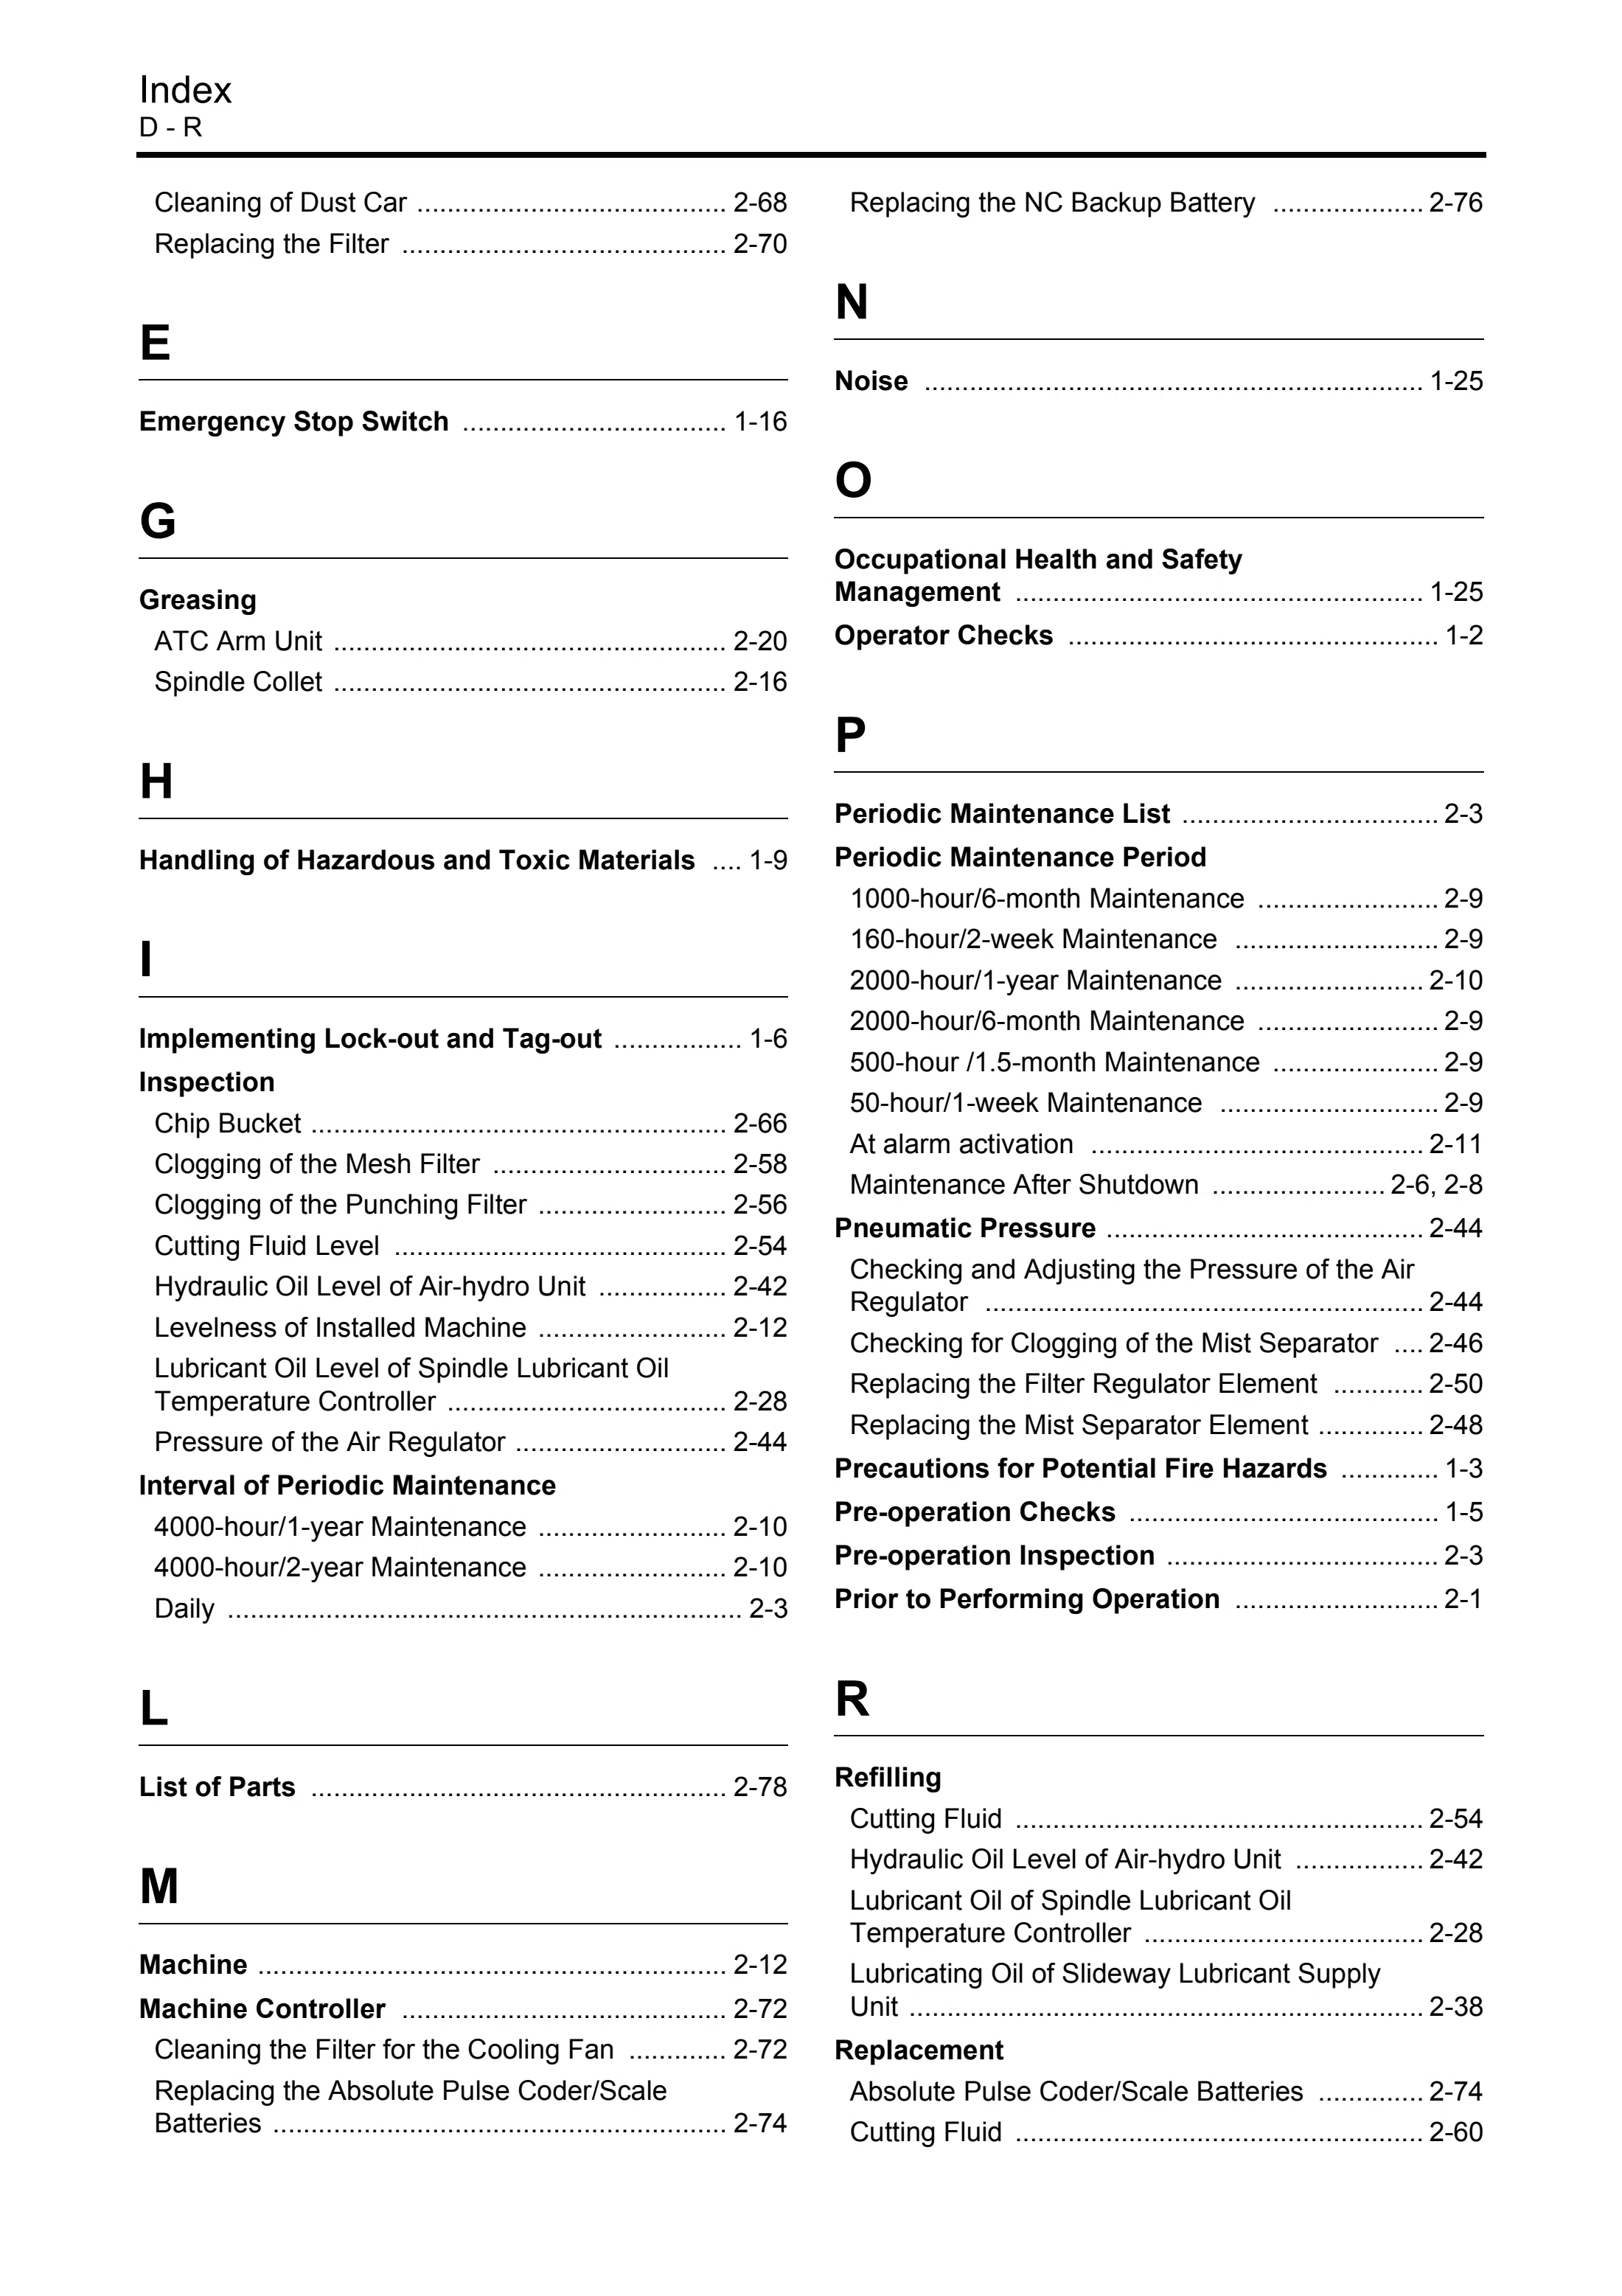 Index
D - R
Cleaning of Dust Car ......................................... 2-68
Replacing the Filter ........................................... 2-70
E
Emergency Stop Switch ................................... 1-16
G
Greasing
ATC Arm Unit .................................................... 2-20
Spindle Collet .................................................... 2-16
H
Handling of Hazardous and Toxic Materials .... 1-9
I
Implementing Lock-out and Tag-out ................. 1-6
Inspection
Chip Bucket ....................................................... 2-66
Clogging of the Mesh Filter ............................... 2-58
Clogging of the Punching Filter ......................... 2-56
Cutting Fluid Level ............................................ 2-54
Hydraulic Oil Level of Air-hydro Unit ................. 2-42
Levelness of Installed Machine ......................... 2-12
Lubricant Oil Level of Spindle Lubricant Oil
Temperature Controller ..................................... 2-28
Pressure of the Air Regulator ............................ 2-44
Interval of Periodic Maintenance
4000-hour/1-year Maintenance ......................... 2-10
4000-hour/2-year Maintenance ......................... 2-10
Daily .................................................................... 2-3
L
List of Parts ....................................................... 2-78
M
Machine .............................................................. 2-12
Machine Controller ........................................... 2-72
Cleaning the Filter for the Cooling Fan ............. 2-72
Replacing the Absolute Pulse Coder/Scale
Batteries ............................................................ 2-74
Replacing the NC Backup Battery .................... 2-76
N
Noise .................................................................. 1-25
O
Occupational Health and Safety
Management ...................................................... 1-25
Operator Checks ................................................. 1-2
P
Periodic Maintenance List .................................. 2-3
Periodic Maintenance Period
1000-hour/6-month Maintenance ........................ 2-9
160-hour/2-week Maintenance ........................... 2-9
2000-hour/1-year Maintenance ......................... 2-10
2000-hour/6-month Maintenance ........................ 2-9
500-hour /1.5-month Maintenance ...................... 2-9
50-hour/1-week Maintenance ............................. 2-9
At alarm activation ............................................ 2-11
Maintenance After Shutdown ....................... 2-6, 2-8
Pneumatic Pressure .......................................... 2-44
Checking and Adjusting the Pressure of the Air
Regulator .......................................................... 2-44
Checking for Clogging of the Mist Separator .... 2-46
Replacing the Filter Regulator Element ............ 2-50
Replacing the Mist Separator Element .............. 2-48
Precautions for Potential Fire Hazards ............. 1-3
Pre-operation Checks ......................................... 1-5
Pre-operation Inspection .................................... 2-3
Prior to Performing Operation ........................... 2-1
R
Refilling
Cutting Fluid ...................................................... 2-54
Hydraulic Oil Level of Air-hydro Unit ................. 2-42
Lubricant Oil of Spindle Lubricant Oil
Temperature Controller ..................................... 2-28
Lubricating Oil of Slideway Lubricant Supply
Unit .................................................................... 2-38
Replacement
Absolute Pulse Coder/Scale Batteries .............. 2-74
Cutting Fluid ...................................................... 2-60